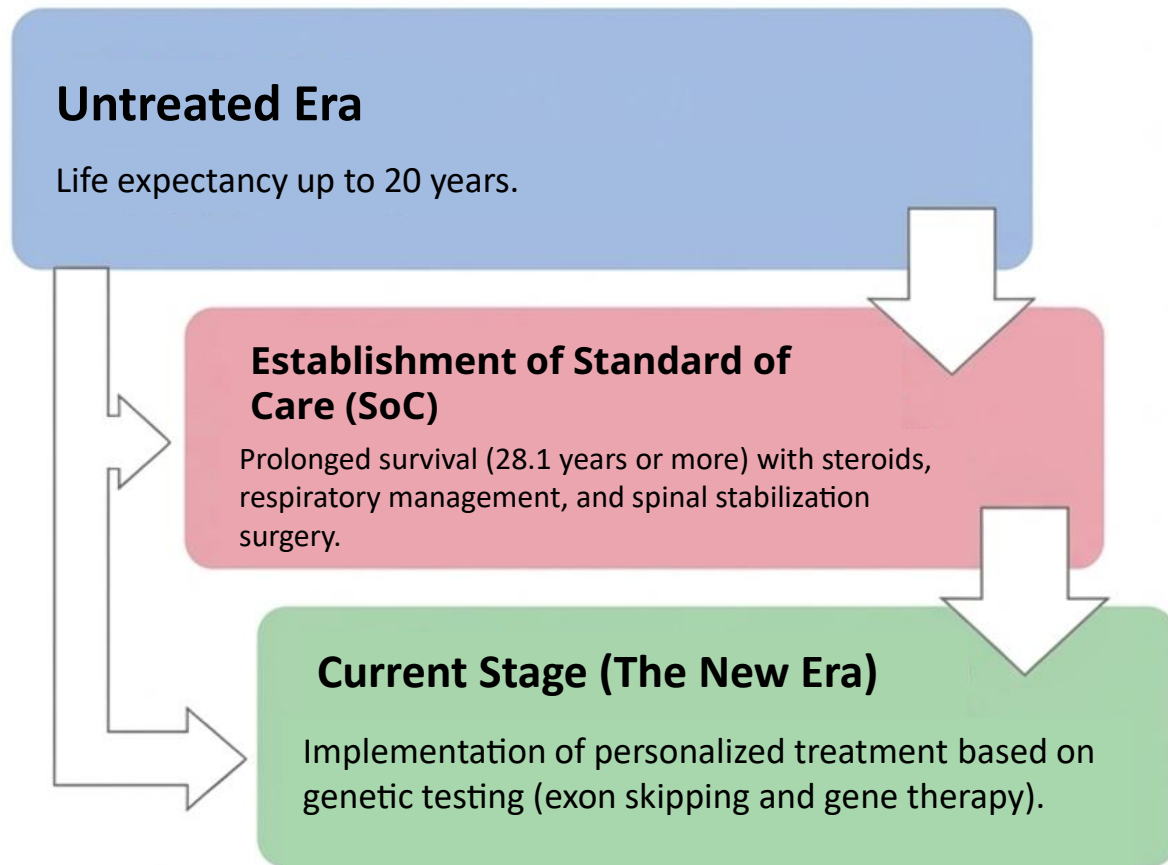 Untreated Era
Life expectancy up to 20 years.
Establishment of Standard of
Care (SoC)
Prolonged survival (28.1 years or more) with steroids,
respiratory management, and spinal stabilization
surgery.
Current Stage (The New Era)
Implementation of personalized treatment based on
genetic testing (exon skipping and gene therapy).